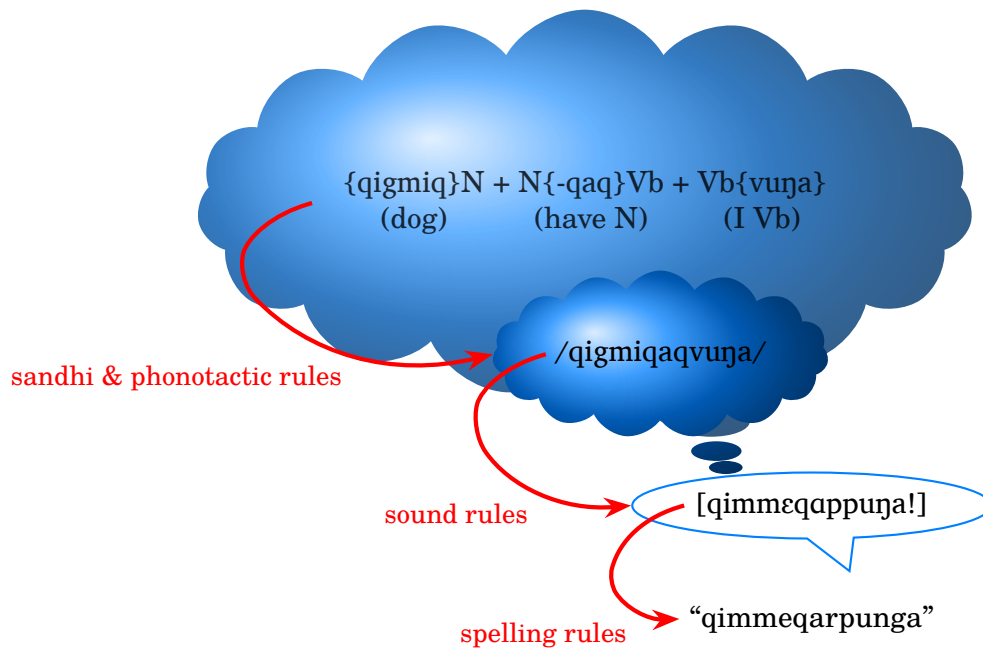 {qigmiq}N + N{-qaq}Vb + Vb{vuŋa}
(dog) (have N) (I Vb)
/qigmiqaqvuŋa/
sandhi & phonotactic rules
[qimmɛqɑppuŋa!]
sound rules
“qimmeqarpunga”
spelling rules